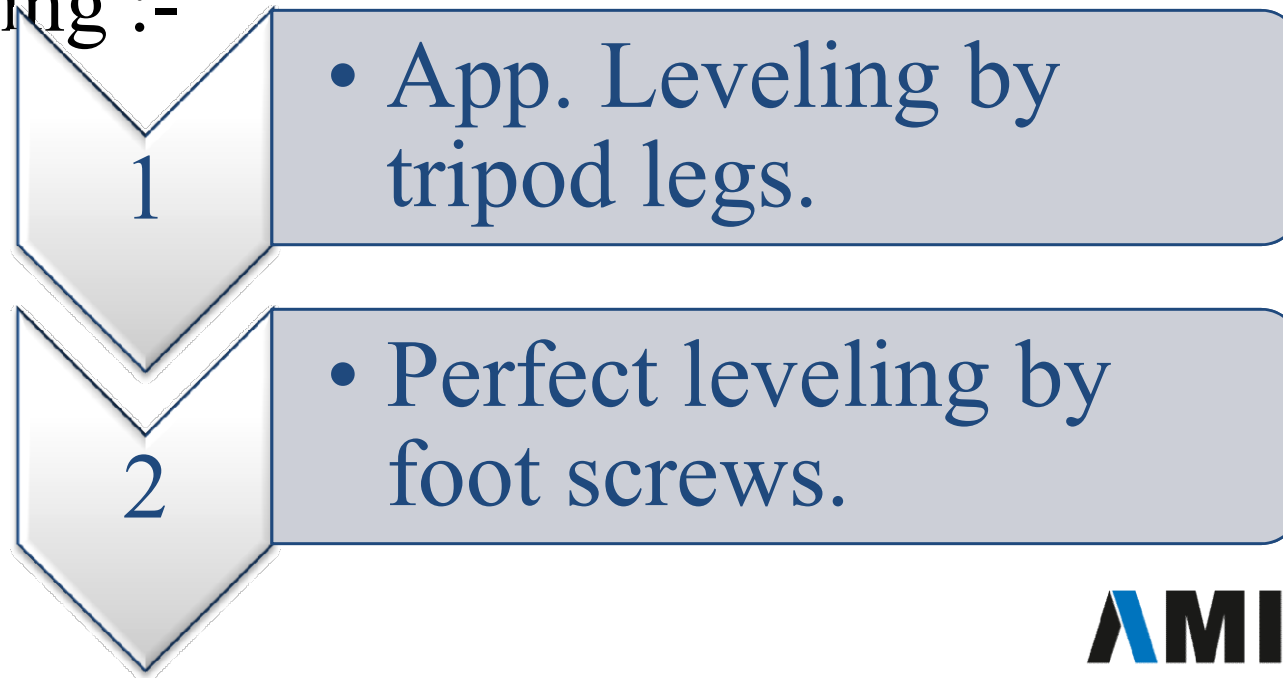 :-
1
• App. Leveling by
tripod legs.
2
• Perfect leveling by
foot screws.
AMI